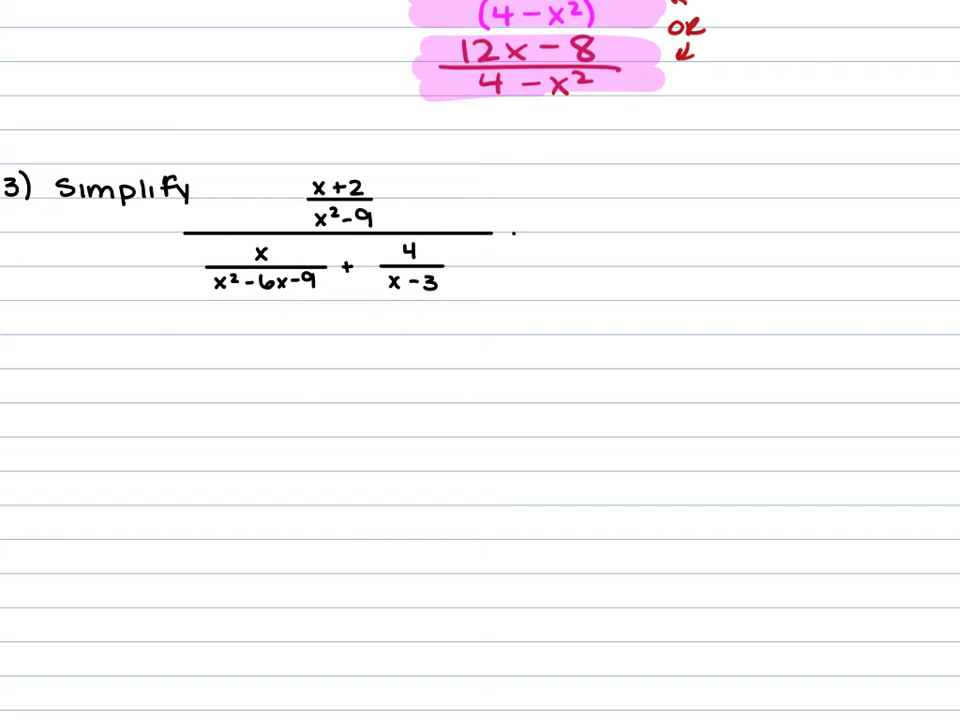 (4 - x²)
OR
12x - 8
4 - x²
3) Simplify
x + 2
x² - 9
x
x² - 6x - 9
+
4
x - 3